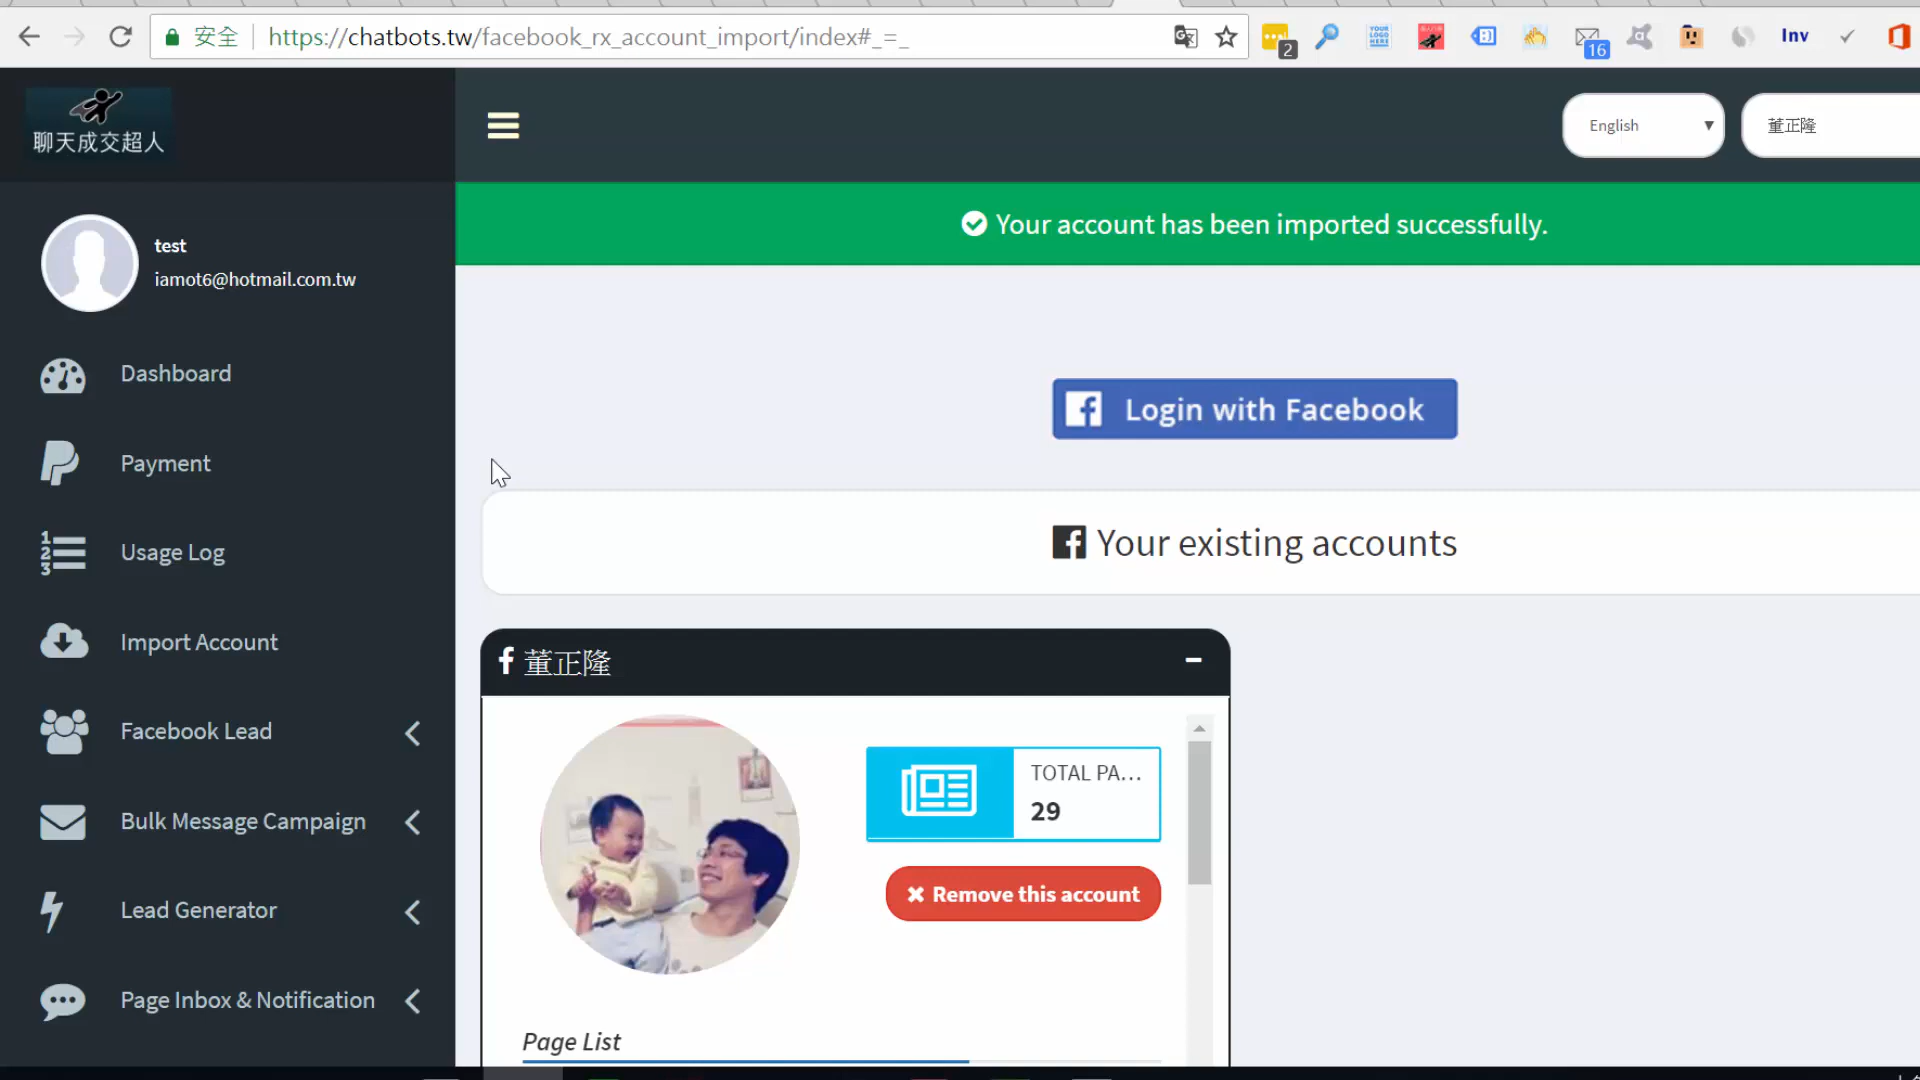 安全
https://chatbots.tw/facebook_rx_account_import/index#_=_
2
16
Inv
聊天成交超人
English
董正隆
Your account has been imported successfully.
test
iamot6@hotmail.com.tw
Dashboard
Payment
Usage Log
Import Account
Facebook Lead
Bulk Message Campaign
Lead Generator
Page Inbox & Notification
Login with Facebook
Your existing accounts
董正隆
TOTAL PA...
29
Remove this account
Page List